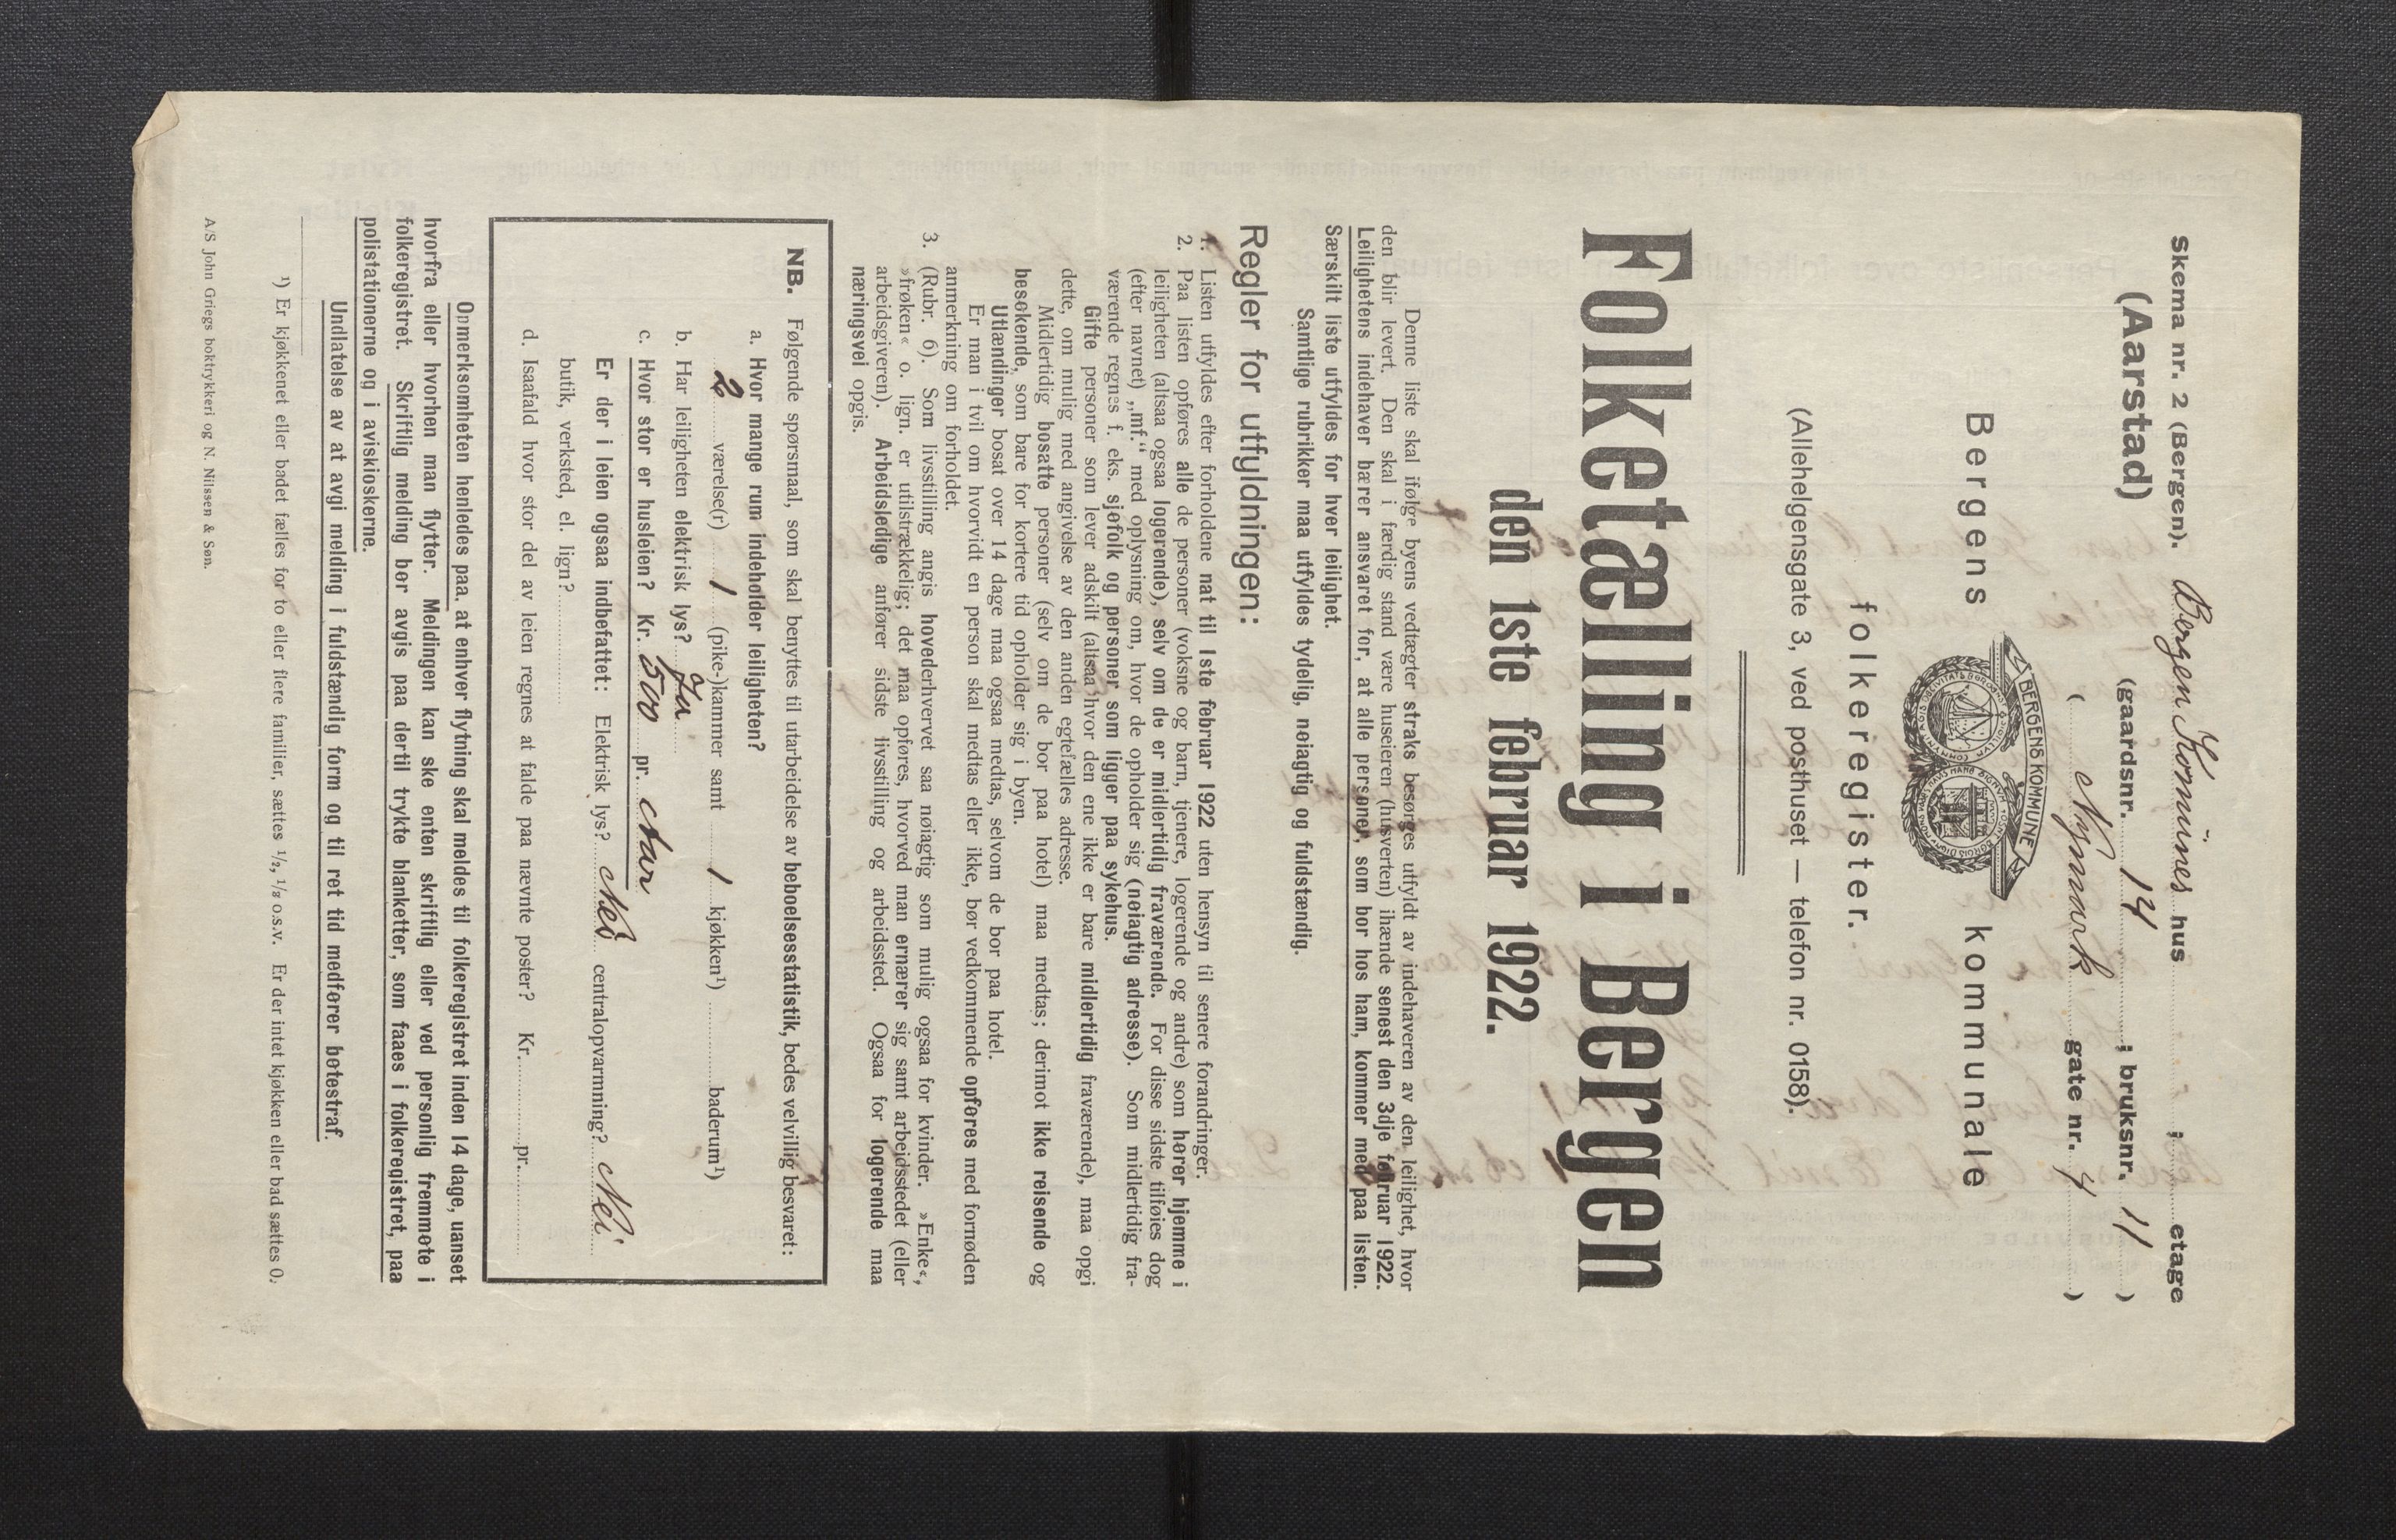 Skema nr. 2 (Bergen). Bergen Komünes hus ; etage
(Aarstad) (gaardsnr. 14 ; bruksnr. 11 )
( Nymark gate nr. 4 )
BERGENS KOMMUNE
Bergens kommunale
folkeregister.
(Allehelgensgate 3, ved posthuset — telefon nr. 0158).
Folketælling i Bergen
den 1ste februar 1922.
Denne liste skal ifølge byens vedtægter straks besørges utfyldt av indehaveren av den leilighet, hvor
den blir levert. Den skal i færdig stand være huseieren (husverten) ihænde senest den 3dje februar 1922.
Leilighetens indehaver bærer ansvaret for, at alle personer, som bor hos ham, kommer med paa listen.
Særskilt liste utfyldes for hver leilighet.
Samtlige rubrikker maa utfyldes tydelig, nøiagtig og fuldstændig.
Regler for utfyldningen:
1. Listen utfyldes efter forholdene nat til 1ste februar 1922 uten hensyn til senere forandringer.
2. Paa listen opføres alle de personer (voksne og barn, tjenere, logerende og andre) som hører hjemme i
leiligheten (altsaa ogsaa logerende), selv om de er midlertidig fraværende. For disse sidste tilføies dog
(efter navnet) „mf.“ med oplysning om, hvor de opholder sig (nøiagtig adresse). Som midlertidig fra-
værende regnes f. eks. sjøfolk og personer som ligger paa sykehus.
Gifte personer som lever adskilt (altsaa hvor den ene ikke er bare midlertidig fraværende), maa opgi
dette, om mulig med angivelse av den anden egtefælles adresse.
Midlertidig bosatte personer (selv om de bor paa hotel) maa medtas; derimot ikke reisende og
besøkende, som bare for kortere tid opholder sig i byen.
Utlændinger bosat over 14 dage maa ogsaa medtas, selvom de bor paa hotel.
Er man i tvil om hvorvidt en person skal medtas eller ikke, bør vedkommende opføres med fornøden
anmerkning om forholdet.
3. (Rubr. 6). Som livsstilling angis hovederhvervet saa nøiagtig som mulig ogsaa for kvinder. »Enke«,
»frøken« o. lign. er utilstrækkelig; det maa opføres, hvorved man ernærer sig samt arbeidsstedet (eller
arbeidsgiveren). Arbeidsledige anfører sidste livsstilling og arbeidssted. Ogsaa for logerende maa
næringsvei opgis.
NB. Følgende spørsmaal, som skal benyttes til utarbeidelse av beboelsesstatistik, bedes velvillig besvaret:
a. Hvor mange rum indeholder leiligheten?
2 værelse(r) 1 (pike-)kammer samt 1 kjøkken¹) baderum¹)
b. Har leiligheten elektrisk lys? Ja
c. Hvor stor er husleien? Kr. 500 pr. Aar
Er der i leien ogsaa indbefattet: Elektrisk lys? Nei centralopvarmning? Nei
butik, verksted, el. lign?
d. Isaafald hvor stor del av leien regnes at falde paa nævnte poster? Kr. pr.
Opmerksomheten henledes paa, at enhver flytning skal meldes til folkeregistret inden 14 dage, uanset
hvorfra eller hvorhen man flytter. Meldingen kan ske enten skriftlig eller ved personlig fremmøte i
folkeregistret. Skriftlig melding bør avgis paa dertil trykte blanketter, som faaes i folkeregistret, paa
polistationerne og i aviskioskerne.
Undlatelse av at avgi melding i fuldstændig form og til ret tid medfører bøtestraf.
¹) Er kjøkkenet eller badet fælles for to eller flere familier, sættes ¹/₂, ¹/₃ o.s.v. Er der intet kjøkken eller bad sættes 0.
A/S John Griegs boktrykkeri og N. Nilssen & Søn.